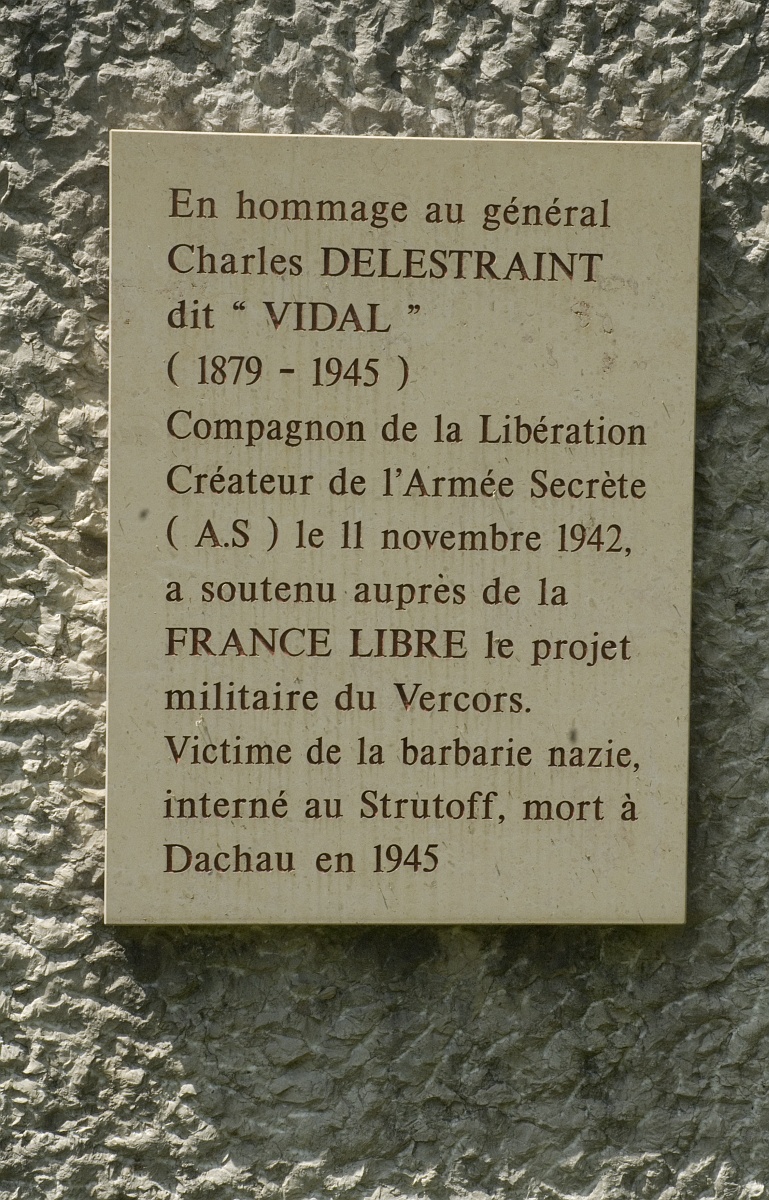 En hommage au général
Charles DELESTRAINT
dit “ VIDAL ”
( 1879 - 1945 )
Compagnon de la Libération
Créateur de l’Armée Secrète
( A.S ) le 11 novembre 1942,
a soutenu auprès de la
FRANCE LIBRE le projet
militaire du Vercors.
Victime de la barbarie nazie,
interné au Strutoff, mort à
Dachau en 1945